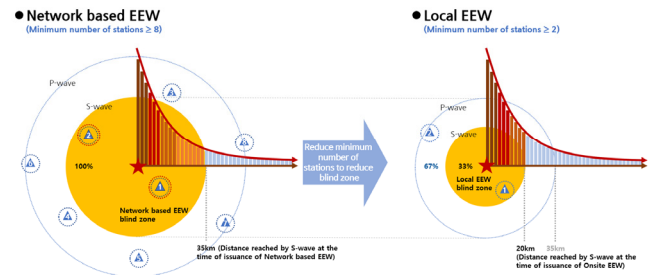 ● Network based EEW
(Minimum number of stations ≥ 8)
P-wave
S-wave
100%
Network based EEW
blind zone
35km (Distance reached by S-wave at the
time of issuance of Network based EEW)
Reduce minimum
number of
stations to reduce
blind zone
● Local EEW
(Minimum number of stations ≥ 2)
P-wave
S-wave
67%
33%
Local EEW
blind zone
1
20km
35km
(Distance reached by S-wave at the
time of issuance of Onsite EEW)